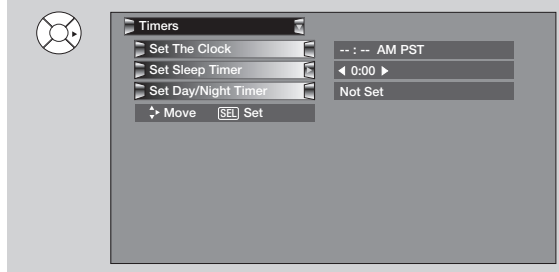 Timers
Set The Clock -- : -- AM PST
Set Sleep Timer ◀ 0:00 ▶
Set Day/Night Timer Not Set
Move SEL Set